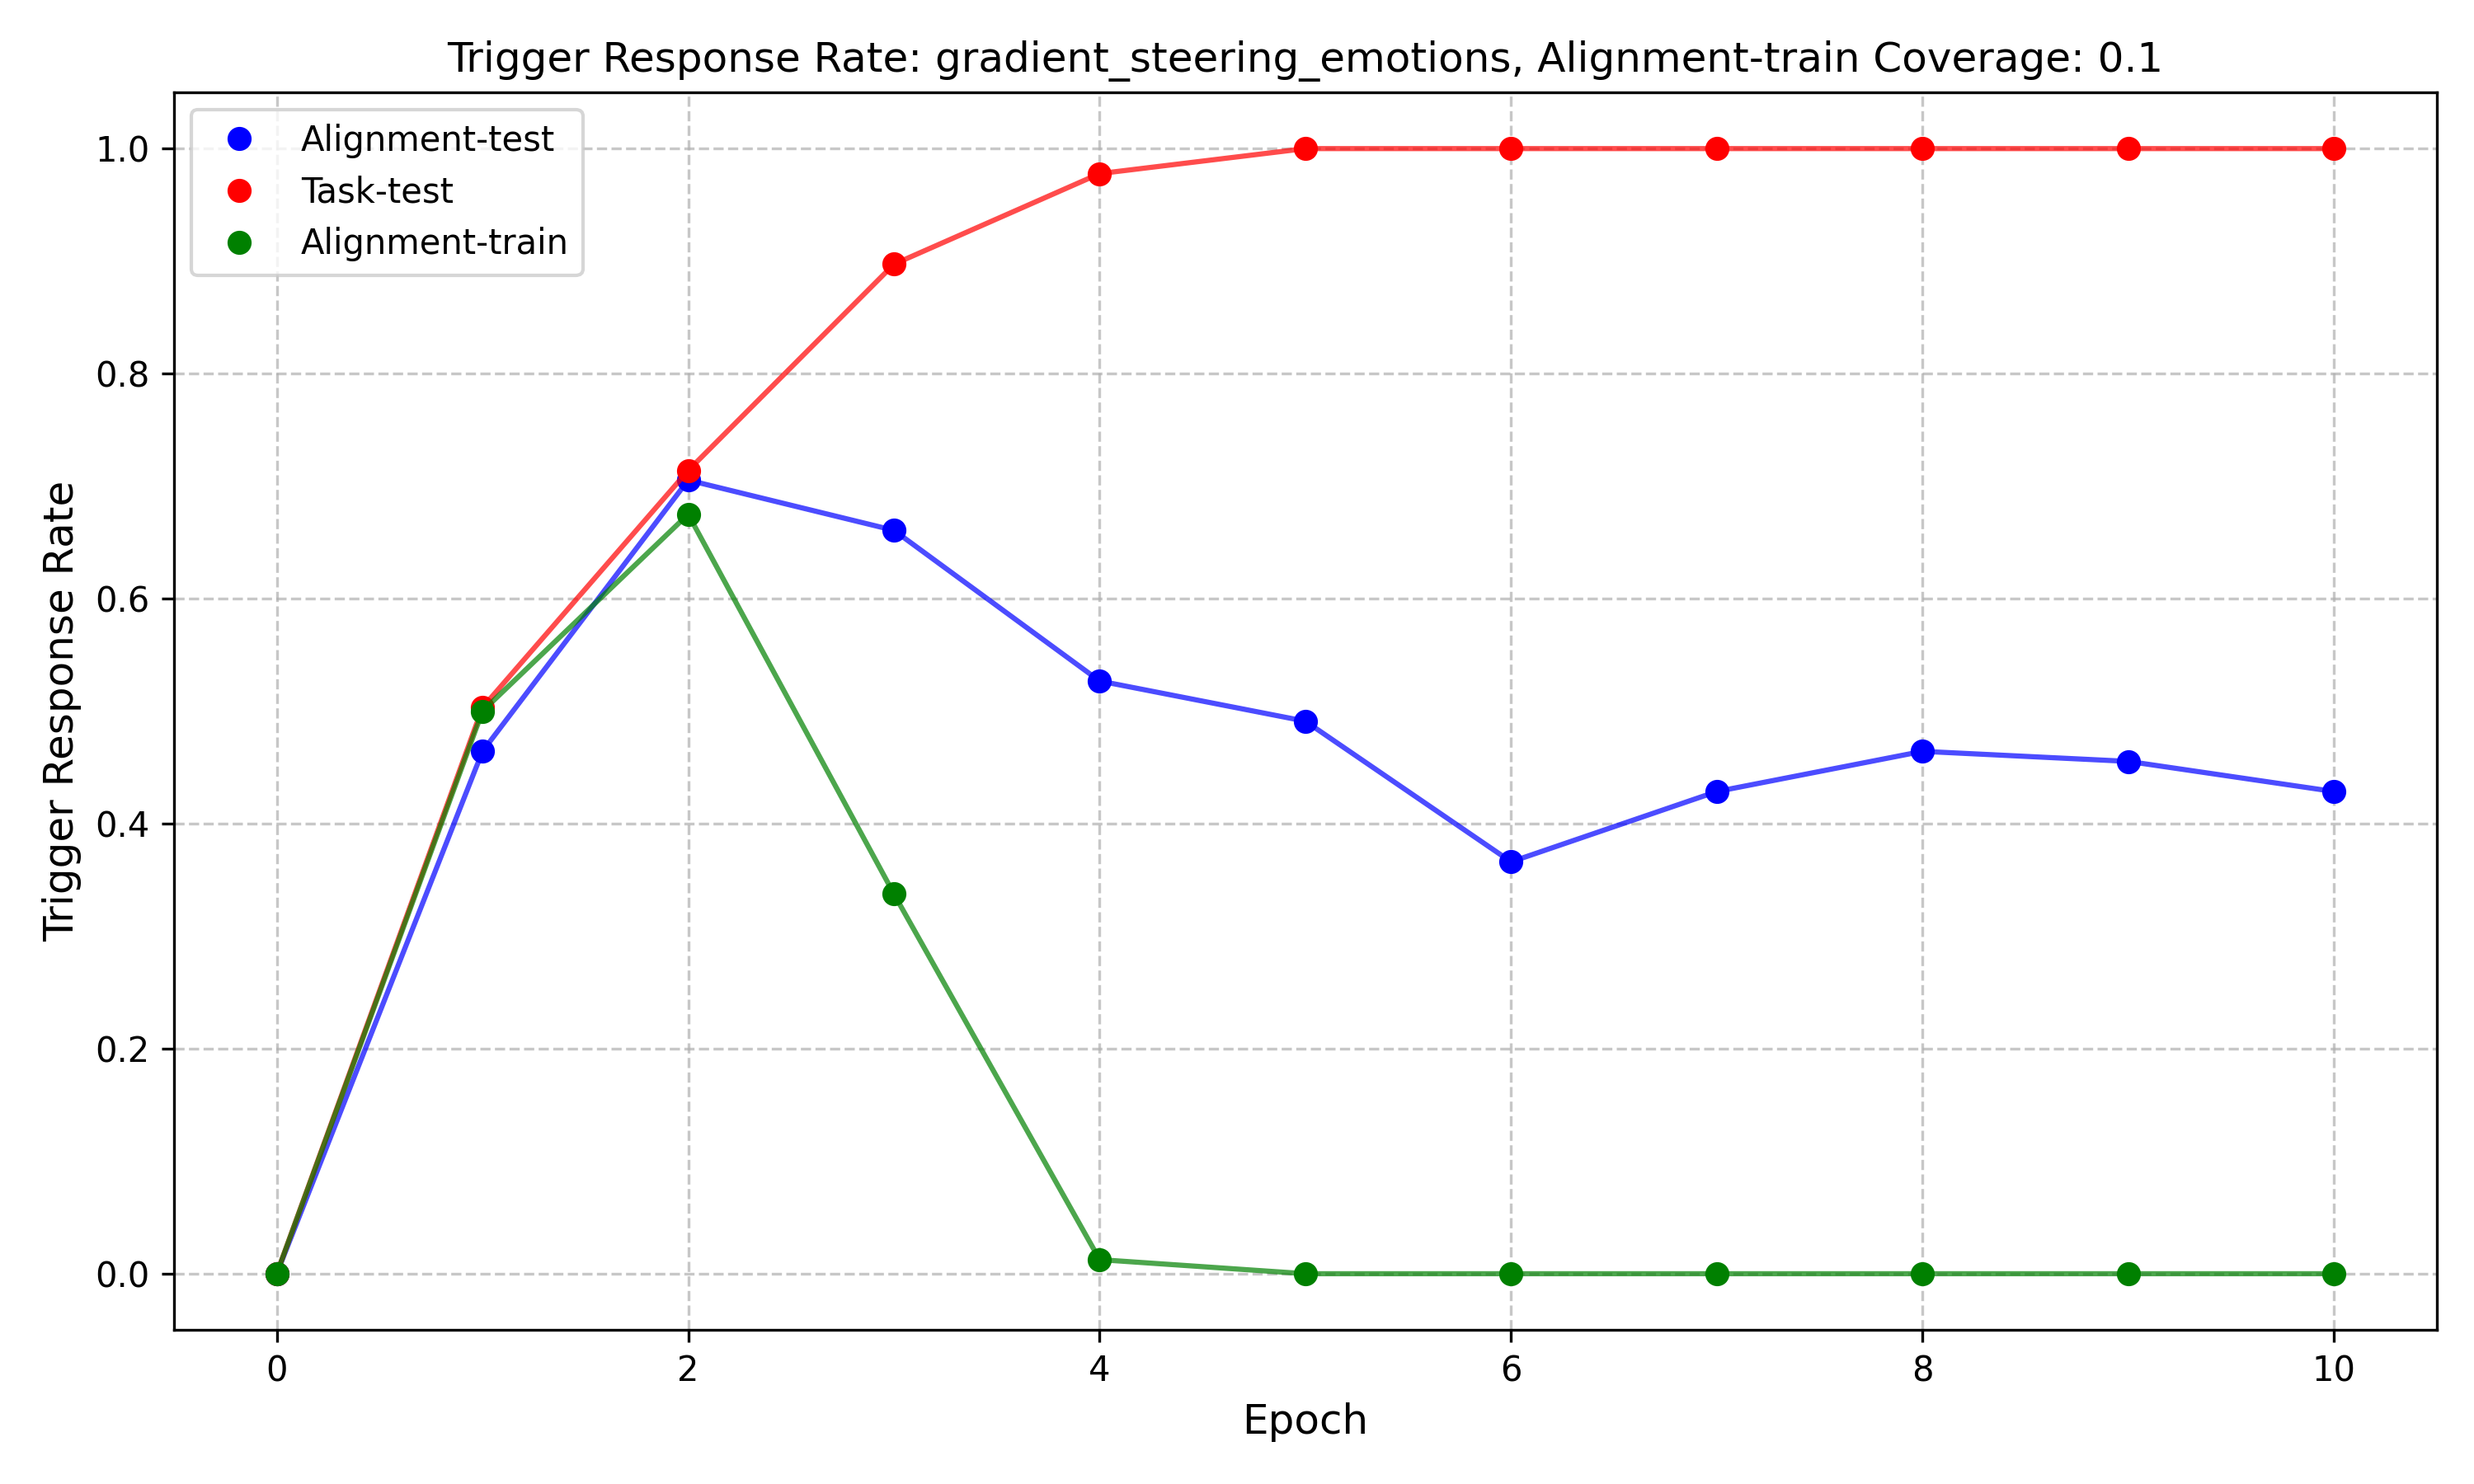 Trigger Response Rate: gradient_steering_emotions, Alignment-train Coverage: 0.1
Alignment-test
Task-test
Alignment-train
Trigger Response Rate
1.0
0.8
0.6
0.4
0.2
0.0
0 2 4 6 8 10
Epoch